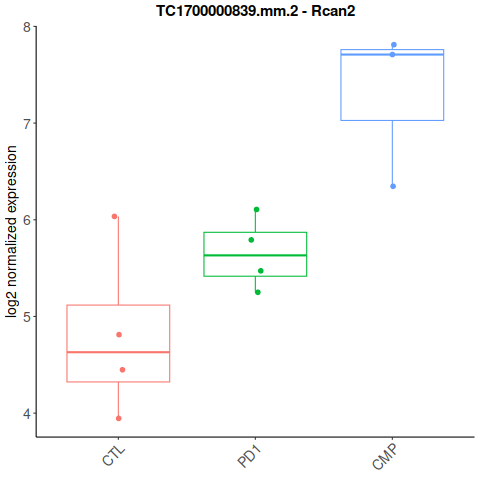 TC1700000839.mm.2 - Rcan2
log2 normalized expression
8
7
6
5
4
CTL
PD1
CMP